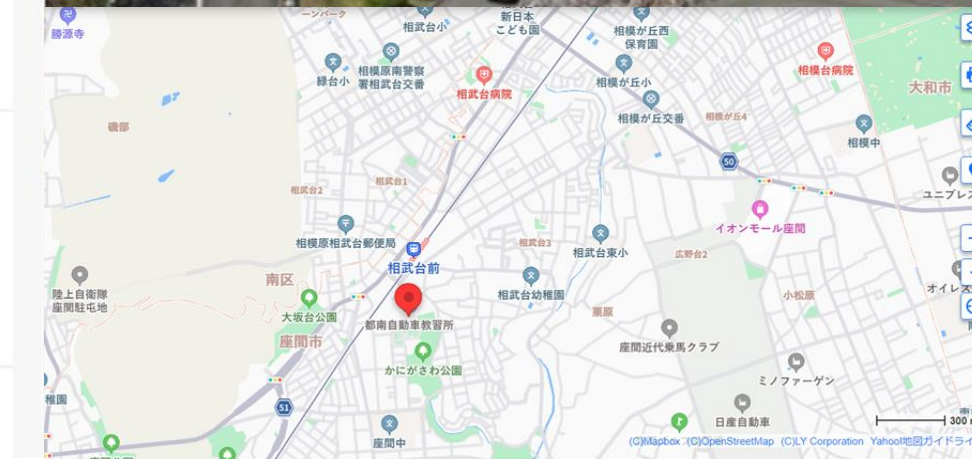 勝源寺
ーンパーク
相武台小
新日本
こども園
相模が丘西
保育園
緑台小
相模原南警察
署相武台交番
相武台病院
相模が丘小
相模台病院
大和市
磯部
相模が丘交番
相模が丘4
相模中
50
相武台2
相武台1
ユニプレス
イオンモール座間
相模原相武台郵便局
相武台3
相武台東小
広野台2
相武台前
南区
陸上自衛隊
座間駐屯地
相武台幼稚園
オイレス
大坂台公園
小松原
栗原
都南自動車教習所
座間市
座間近代乗馬クラブ
かにがさわ公園
ミノファーゲン
稚園
51
日産自動車
300 m
座間中
(C)Mapbox (C)OpenStreetMap (C)LY Corporation Yahoo!地図ガイドライ